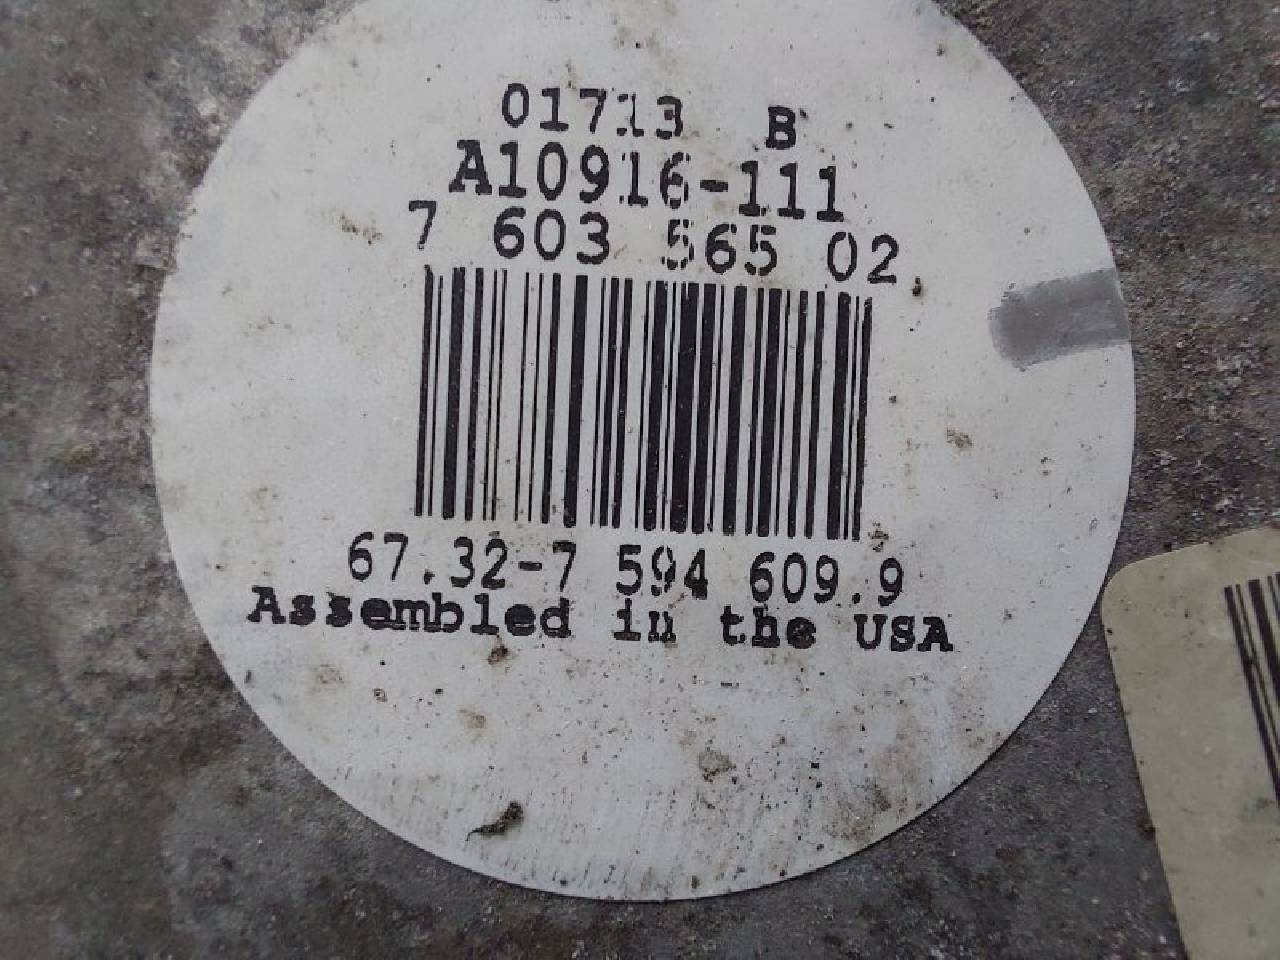 01713 B
A10916-111
7 603 565 02
67.32-7 594 609.9
Assembled in the USA